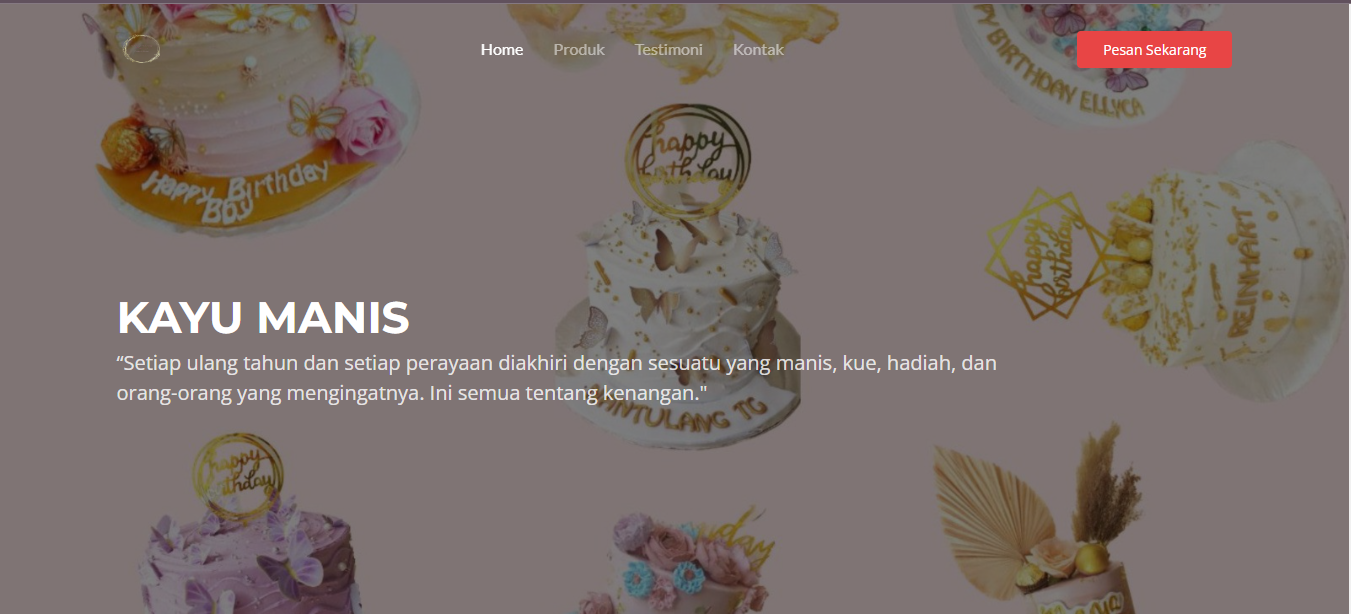 Home Produk Testimoni Kontak Pesan Sekarang
HAPPY BIRTHDAY ELLYCA
happy
birthday
Happy Birthday
Boy
happy
birthday
REINHART
KAYU MANIS
“Setiap ulang tahun dan setiap perayaan diakhiri dengan sesuatu yang manis, kue, hadiah, dan
orang-orang yang mengingatnya. Ini semua tentang kenangan."
TG
happy
birthday
day